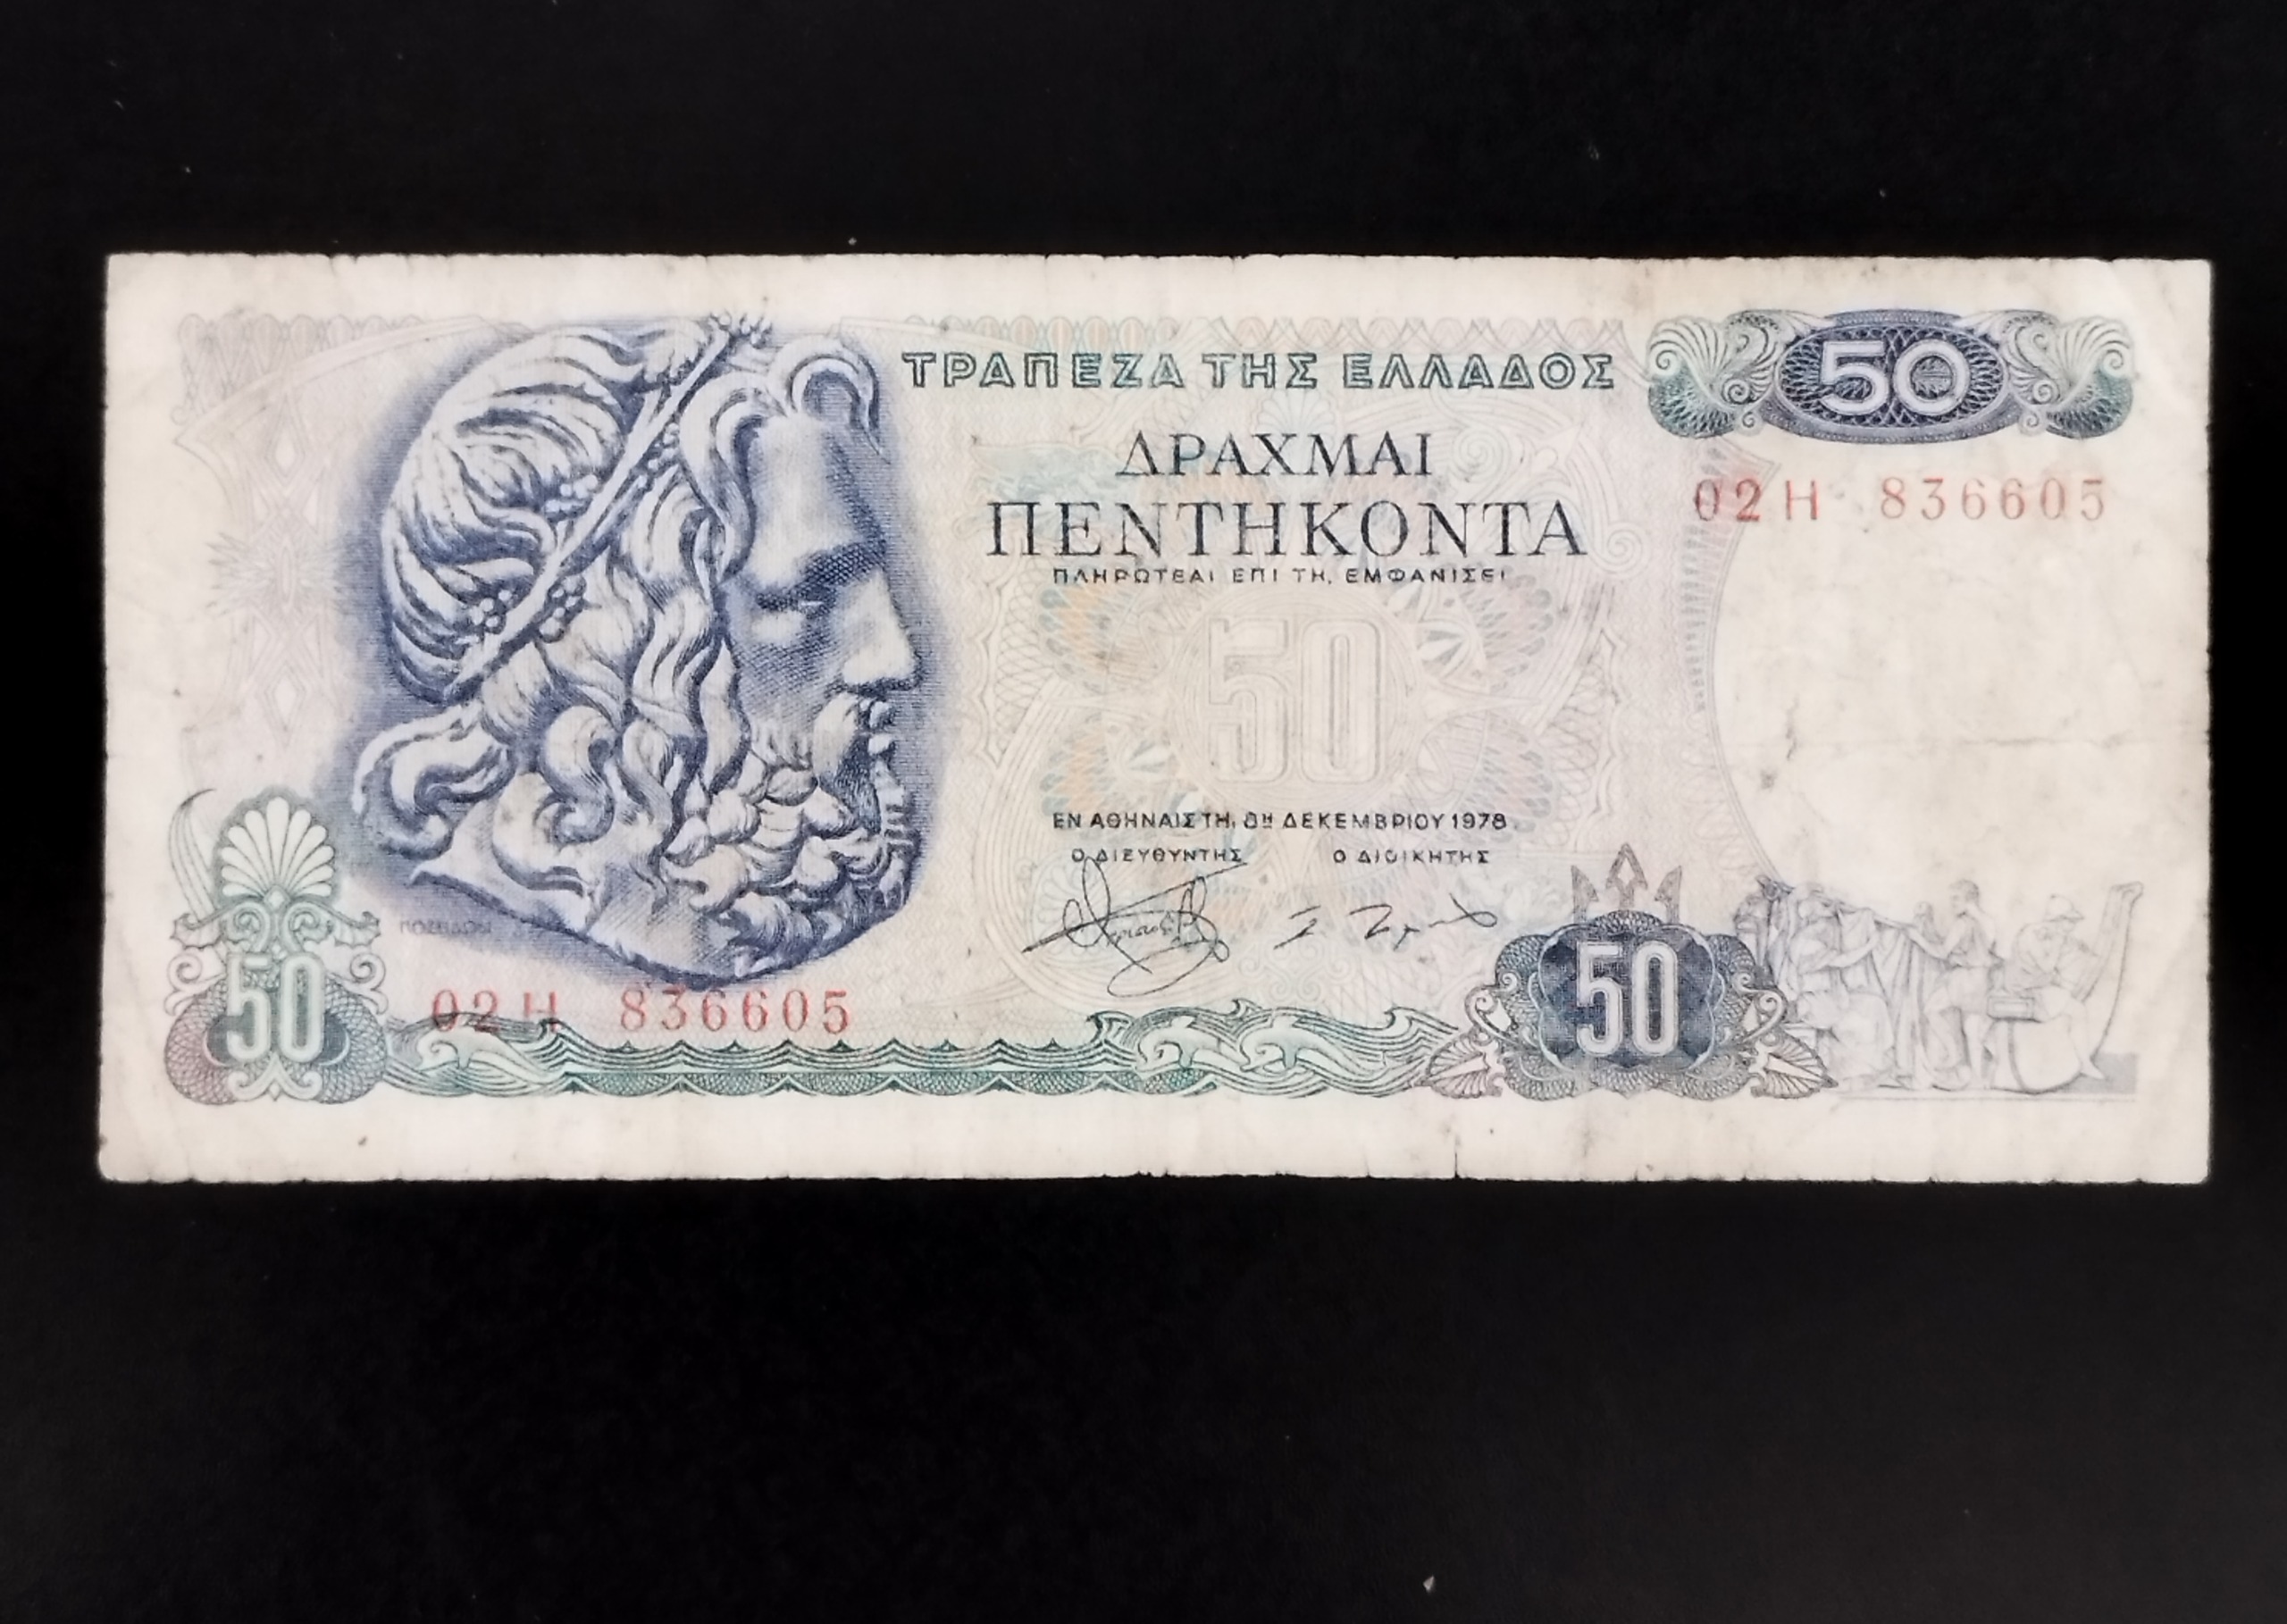 ΤΡΑΠΕΖΑ ΤΗΣ ΕΛΛΑΔΟΣ
50
ΔΡΑΧΜΑΙ
ΠΕΝΤΗΚΟΝΤΑ
02Η 836605
ΠΛΗΡΩΤΕΑΙ ΕΠΙ ΤΗ, ΕΜΦΑΝΙΣΕΙ
50
ΕΝ ΑΘΗΝΑΙΣ ΤΗ, 8Η ΔΕΚΕΜΒΡΙΟΥ 1978
Ο ΔΙΕΥΘΥΝΤΗΣ Ο ΔΙΟΙΚΗΤΗΣ
ΠΟΣΕΙΔΩΝ
50
02Η 836605
50